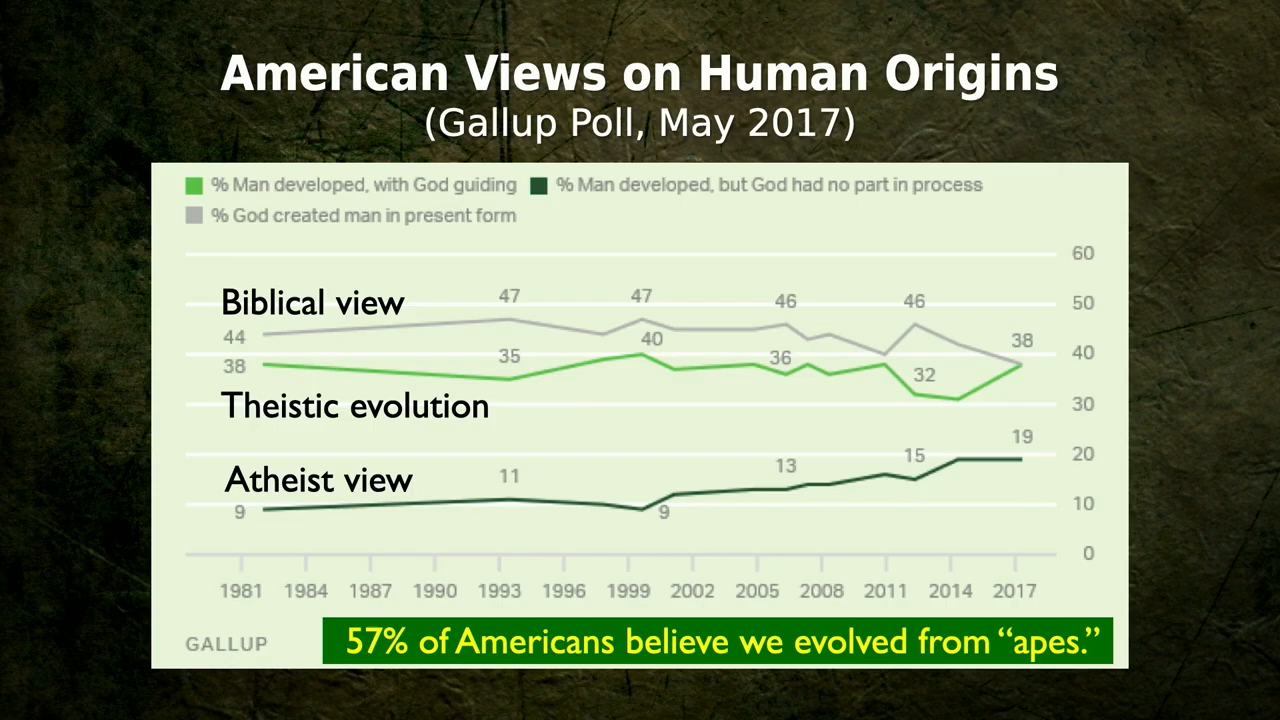 American Views on Human Origins
(Gallup Poll, May 2017)
% Man developed, with God guiding % Man developed, but God had no part in process
% God created man in present form
60
Biblical view 47 47 46 46 50
44 40 38 40
38 35 36 32
Theistic evolution 30
19
Atheist view 11 13 15 20
9 9 10
0
1981 1984 1987 1990 1993 1996 1999 2002 2005 2008 2011 2014 2017
GALLUP 57% of Americans believe we evolved from “apes.”